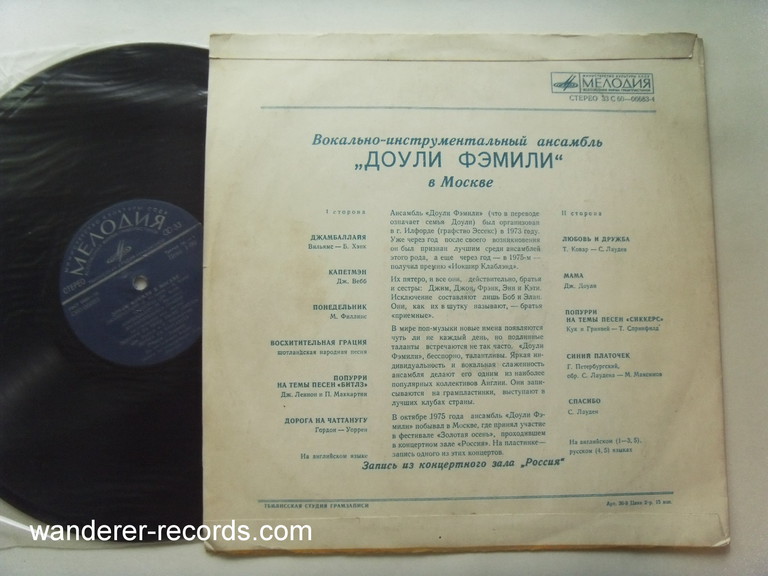 МЕЛОДИЯ
СТЕРЕО 33 С 60—06683-4
Вокально-инструментальный ансамбль
„ДОУЛИ ФЭМИЛИ“
в Москве
I сторона
ДЖАМБАЛЛАЙЯ
Вильямс — Б. Хэев
КАПЕТМЭН
Дж. Вебб
ПОНЕДЕЛЬНИК
М. Филлипс
ВОСХИТИТЕЛЬНАЯ ГРАЦИЯ
шотландская народная песня
ПОПУРРИ
НА ТЕМЫ ПЕСЕН «БИТЛЗ»
Дж. Леннон и П. Маккартни
ДОРОГА НА ЧАТТАНУГУ
Гордон — Уоррен
На английском языке
Ансамбль «Доули Фэмили» (что в переводе
означает семья Доули) был организован
в г. Илфорде (графство Эссекс) в 1973 году.
Уже через год после своего возникновения
он был признан лучшим среди ансамблей
этого рода, а еще через год — в 1975-м —
получил премию «Нокаир Клаблэнд».
Их пятеро, и все они, действительно, братья
и сестры: Джим, Джон, Фрэнк, Энн и Кэти.
Исключение составляют лишь Боб и Элан.
Они, как их в шутку называют, — братья
«приемные».
В мире поп-музыки новые имена появляются
чуть ли не каждый день, но подлинные
таланты встречаются не так часто. «Доули
Фэмили», бесспорно, талантливы. Яркая ин-
дивидуальность и вокальная слаженность
ансамбля делают его одним из наиболее
популярных коллективов Англии. Они запи-
сываются на грампластинки, выступают в
лучших клубах страны.
В октябре 1975 года ансамбль «Доули Фэ-
мили» побывал в Москве, где принял участие
в фестивале «Золотая осень», проходившем
в концертном зале «Россия». На пластинке—
запись одного из этих концертов.
II сторона
ЛЮБОВЬ И ДРУЖБА
Т. Ковар — С. Лауден
МАМА
Дж. Доули
ПОПУРРИ
НА ТЕМЫ ПЕСЕН «СИККЕРС»
Кук и Гринвей — Т. Спрингфилд
СИНИЙ ПЛАТОЧЕК
Г. Петербургский,
обр. С. Лаудена — М. Максимов
СПАСИБО
С. Лауден
На английском (1—3, 5),
русском (4, 5) языках
Запись из концертного зала „Россия“
ТБИЛИССКАЯ СТУДИЯ ГРАМЗАПИСИ
МЕЛОДИЯ
wanderer-records.com